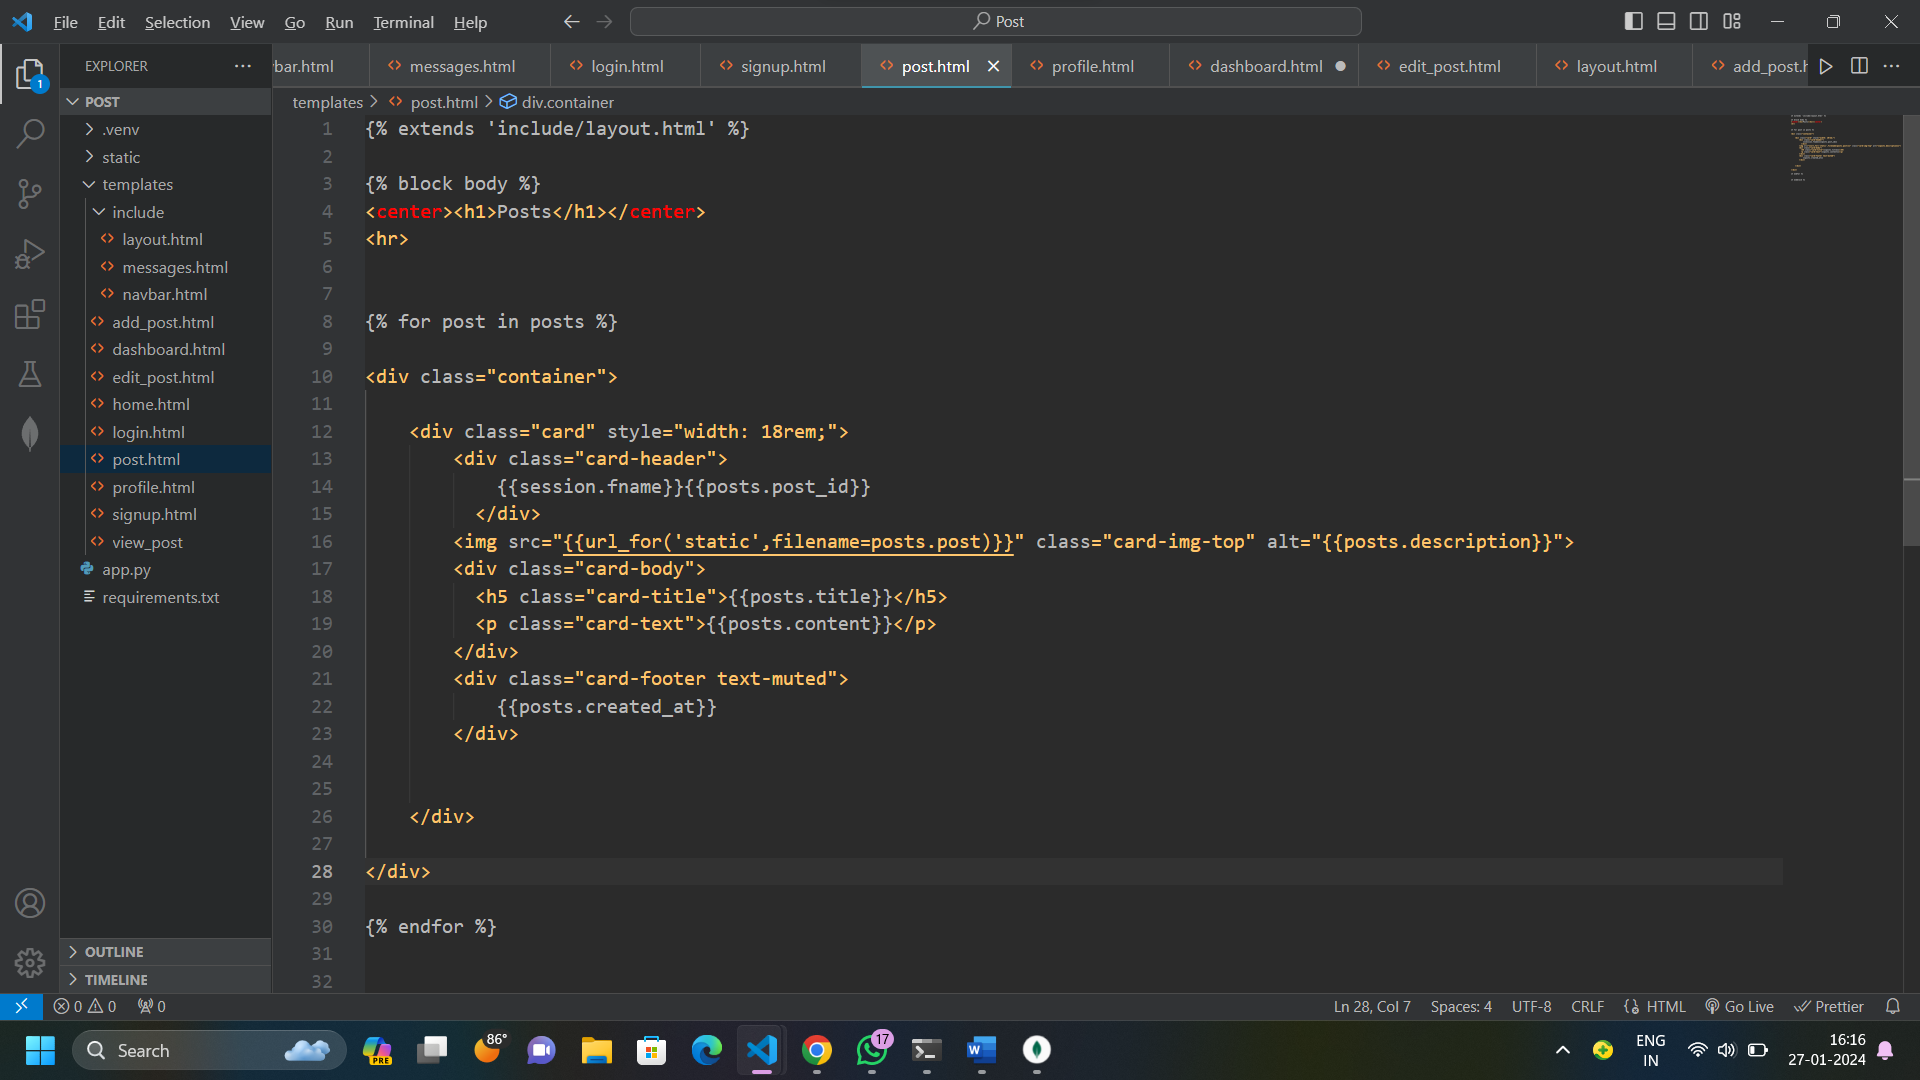 File Edit Selection View Go Run Terminal Help
Post
EXPLORER
bar.html messages.html login.html signup.html post.html profile.html dashboard.html edit_post.html layout.html add_post.h
POST
.venv
static
templates
include
layout.html
messages.html
navbar.html
add_post.html
dashboard.html
edit_post.html
home.html
login.html
post.html
profile.html
signup.html
view_post
app.py
requirements.txt
OUTLINE
TIMELINE
1
templates > post.html > div.container
1 {% extends 'include/layout.html' %}
2
3 {% block body %}
4 <center><h1>Posts</h1></center>
5 <hr>
6
7
8 {% for post in posts %}
9
10 <div class="container">
11
12 <div class="card" style="width: 18rem;">
13 <div class="card-header">
14 {{session.fname}}{{posts.post_id}}
15 </div>
16 <img src="{{url_for('static',filename=posts.post)}}" class="card-img-top" alt="{{posts.description}}">
17 <div class="card-body">
18 <h5 class="card-title">{{posts.title}}</h5>
19 <p class="card-text">{{posts.content}}</p>
20 </div>
21 <div class="card-footer text-muted">
22 {{posts.created_at}}
23 </div>
24
25
26 </div>
27
28 </div>
29
30 {% endfor %}
31
32
0 0 0
Ln 28, Col 7 Spaces: 4 UTF-8 CRLF HTML Go Live Prettier
Search
PRE
86°
17
ENG
IN
16:16
27-01-2024